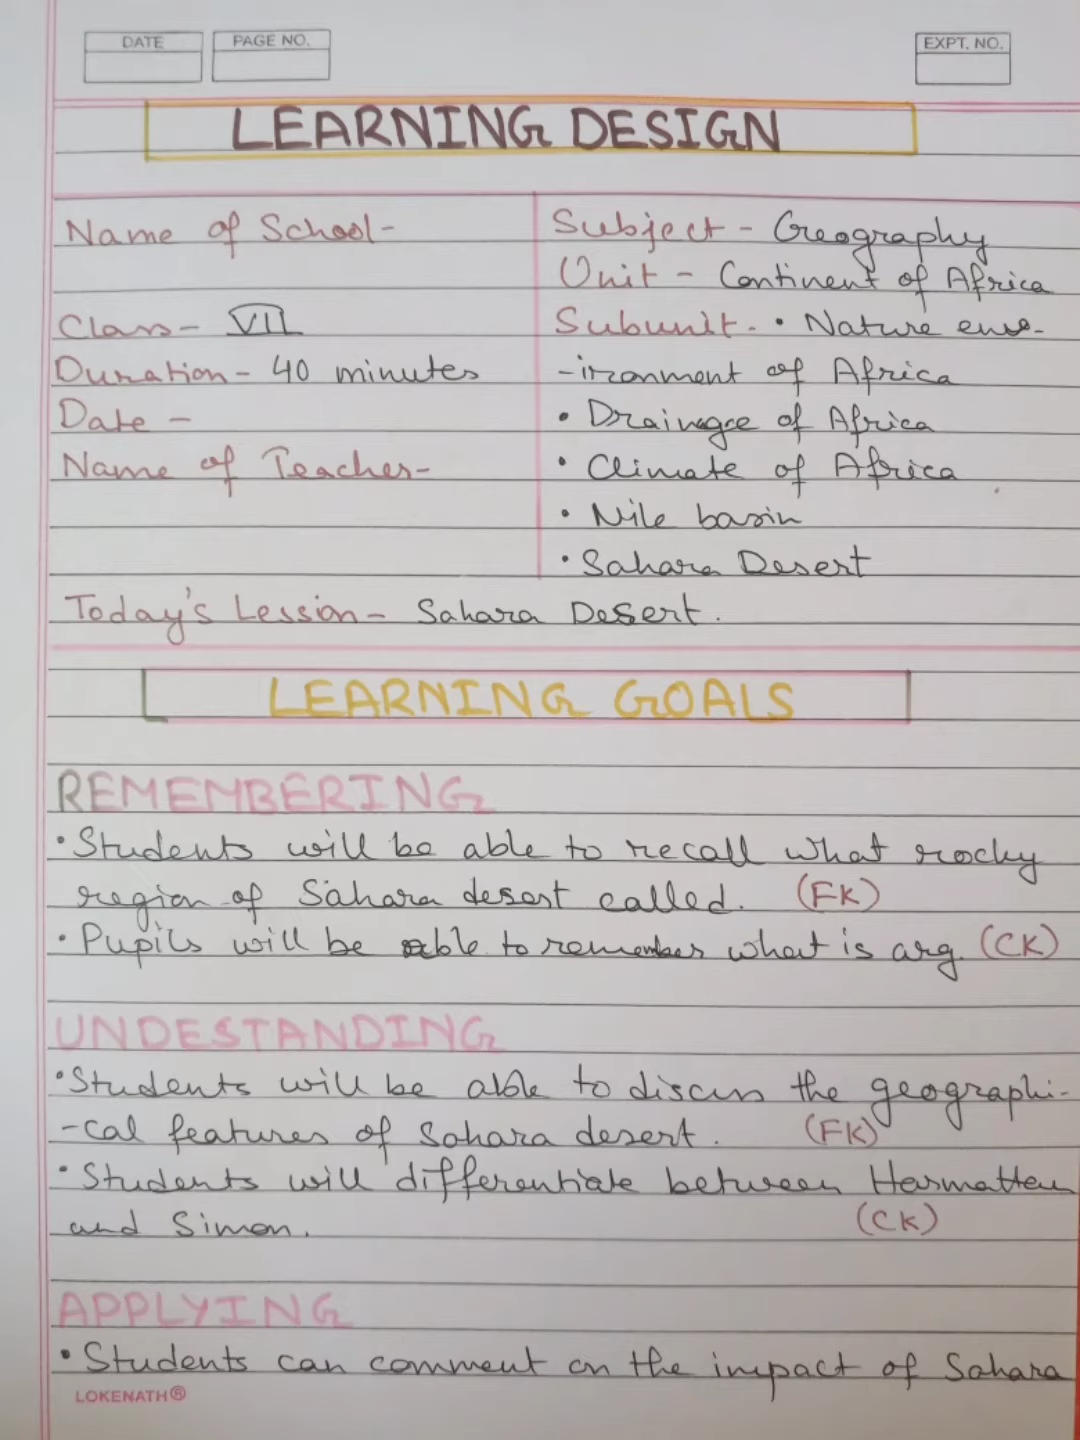 DATE
PAGE NO.
EXPT. NO.
LEARNING DESIGN
Name of School-
Class- VII
Duration- 40 minutes
Date -
Name of Teacher-
Subject - Geography
Unit - Continent of Africa
Subunit- • Nature env-
-ironment of Africa
• Drainage of Africa
• Climate of Africa
• Nile basin
• Sahara Desert
Today's Lession- Sahara Desert.
LEARNING GOALS
REMEMBERING
• Students will be able to recall what rocky
region of Sahara desert called. (FK)
• Pupils will be able to remember what is arg. (CK)
UNDESTANDING
• Students will be able to discuss the geographi-
-cal features of Sahara desert. (FK)
• Students will differentiate between Harmatten
and Simon. (CK)
APPLYING
• Students can comment on the impact of Sahara
LOKENATH®